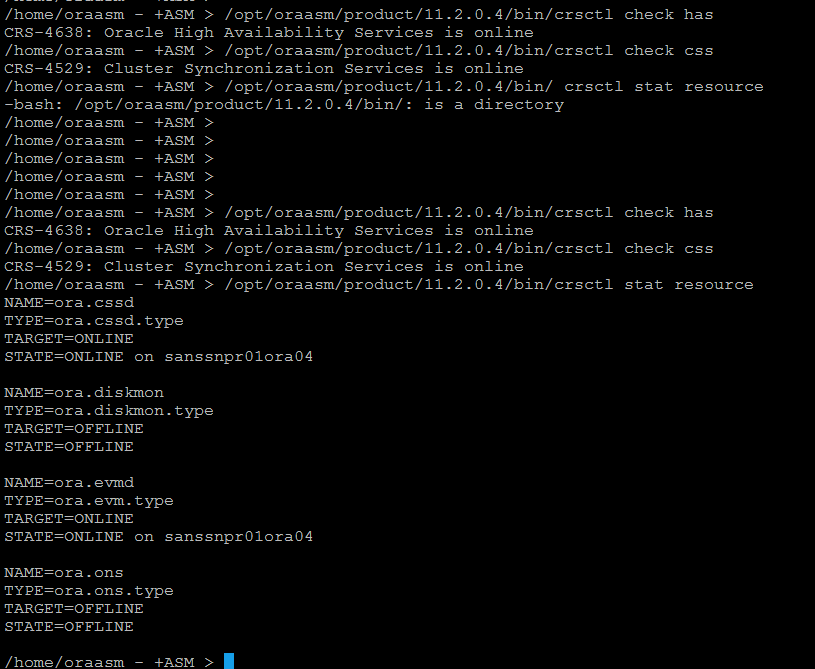 /home/oraasm - +ASM > /opt/oraasm/product/11.2.0.4/bin/crsctl check has
CRS-4638: Oracle High Availability Services is online
/home/oraasm - +ASM > /opt/oraasm/product/11.2.0.4/bin/crsctl check css
CRS-4529: Cluster Synchronization Services is online
/home/oraasm - +ASM > /opt/oraasm/product/11.2.0.4/bin/ crsctl stat resource
-bash: /opt/oraasm/product/11.2.0.4/bin/: is a directory
/home/oraasm - +ASM >
/home/oraasm - +ASM >
/home/oraasm - +ASM >
/home/oraasm - +ASM >
/home/oraasm - +ASM >
/home/oraasm - +ASM > /opt/oraasm/product/11.2.0.4/bin/crsctl check has
CRS-4638: Oracle High Availability Services is online
/home/oraasm - +ASM > /opt/oraasm/product/11.2.0.4/bin/crsctl check css
CRS-4529: Cluster Synchronization Services is online
/home/oraasm - +ASM > /opt/oraasm/product/11.2.0.4/bin/crsctl stat resource
NAME=ora.cssd
TYPE=ora.cssd.type
TARGET=ONLINE
STATE=ONLINE on sanssnpr01ora04

NAME=ora.diskmon
TYPE=ora.diskmon.type
TARGET=OFFLINE
STATE=OFFLINE

NAME=ora.evmd
TYPE=ora.evm.type
TARGET=ONLINE
STATE=ONLINE on sanssnpr01ora04

NAME=ora.ons
TYPE=ora.ons.type
TARGET=OFFLINE
STATE=OFFLINE

/home/oraasm - +ASM >